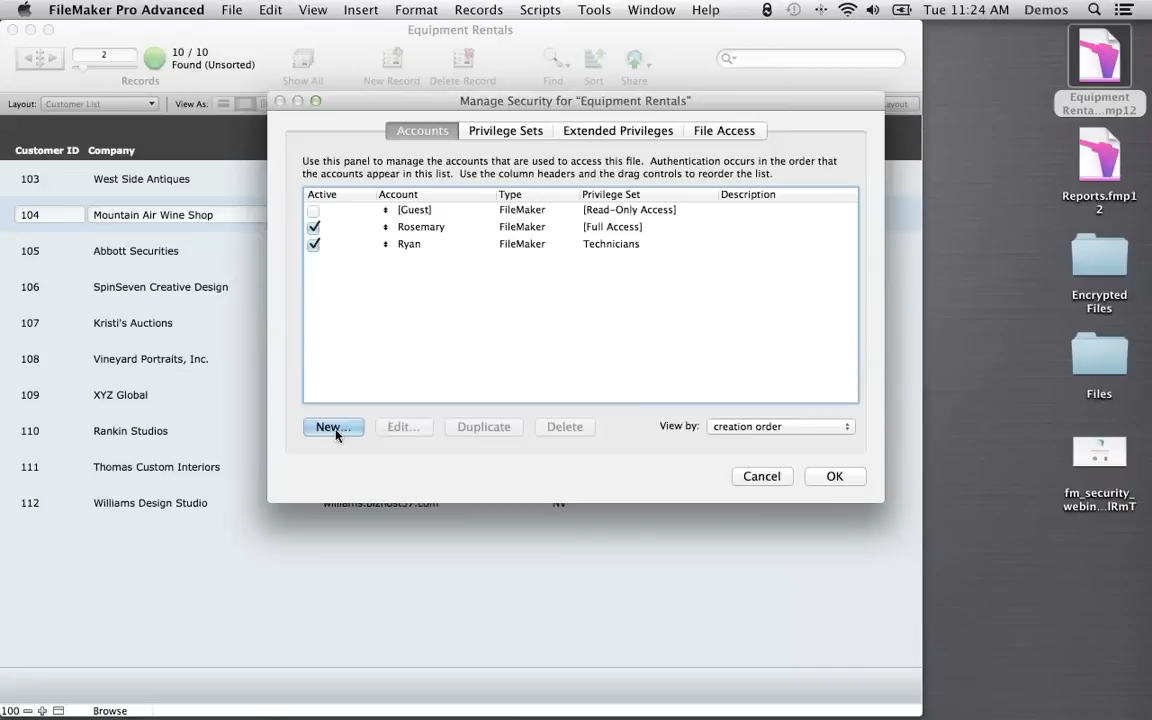 FileMaker Pro Advanced File Edit View Insert Format Records Scripts Tools Window Help Tue 11:24 AM Demos
Equipment Rentals
2
10 / 10
Found (Unsorted)
Records
Show All
New Record
Delete Record
Find
Sort
Share
Layout: Customer List
View As:
Layout
Customer ID Company
103 West Side Antiques
104 Mountain Air Wine Shop
105 Abbott Securities
106 SpinSeven Creative Design
107 Kristi's Auctions
108 Vineyard Portraits, Inc.
109 XYZ Global
110 Rankin Studios
111 Thomas Custom Interiors
112 Williams Design Studio
NV
Manage Security for "Equipment Rentals"
Accounts Privilege Sets Extended Privileges File Access
Use this panel to manage the accounts that are used to access this file. Authentication occurs in the order that
the accounts appear in this list. Use the column headers and the drag controls to reorder the list.
Active Account Type Privilege Set Description
[Guest] FileMaker [Read-Only Access]
Rosemary FileMaker [Full Access]
Ryan FileMaker Technicians
New... Edit... Duplicate Delete View by: creation order
Cancel OK
Equipment
Renta...mp12
Reports.fmp1
2
Encrypted
Files
Files
fm_security_
webin...lRmT
100 Browse